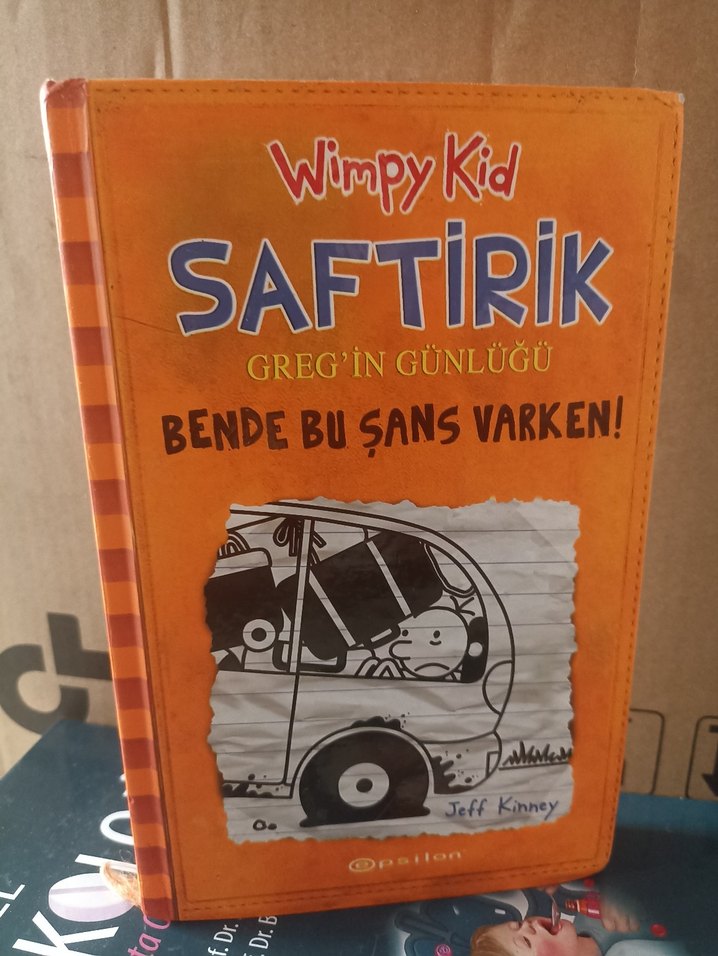 Wimpy Kid
SAFTİRİK
GREG'İN GÜNLÜĞÜ
BENDE BU ŞANS VARKEN!
Jeff Kinney
epsilon